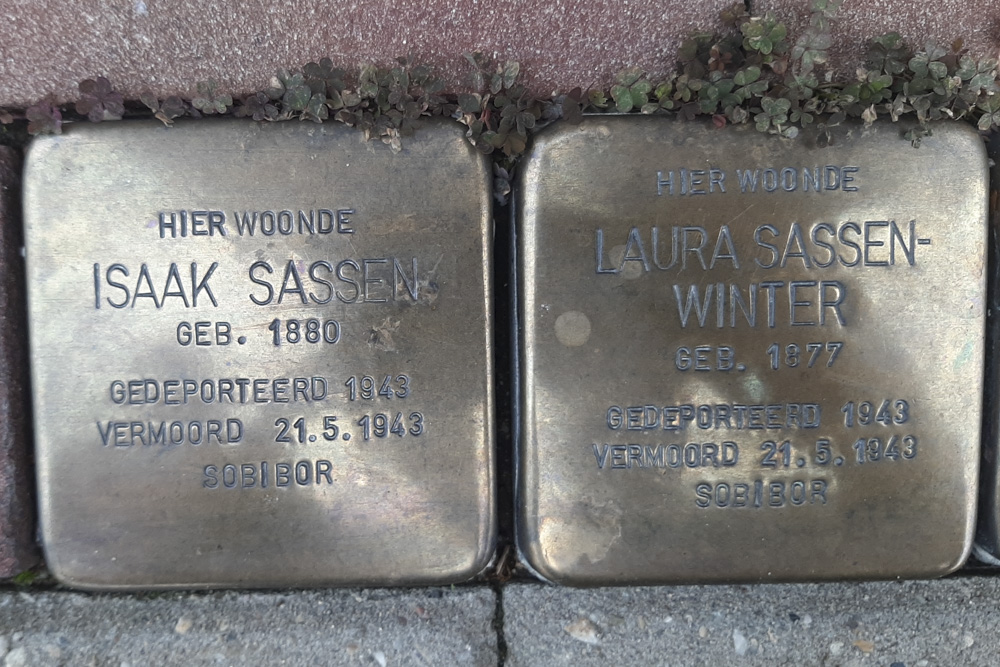 HIER WOONDE
ISAAK SASSEN
GEB. 1880
GEDEPORTEERD 1943
VERMOORD 21.5.1943
SOBIBOR
HIER WOONDE
LAURA SASSEN-
WINTER
GEB. 1877
GEDEPORTEERD 1943
VERMOORD 21.5.1943
SOBIBOR